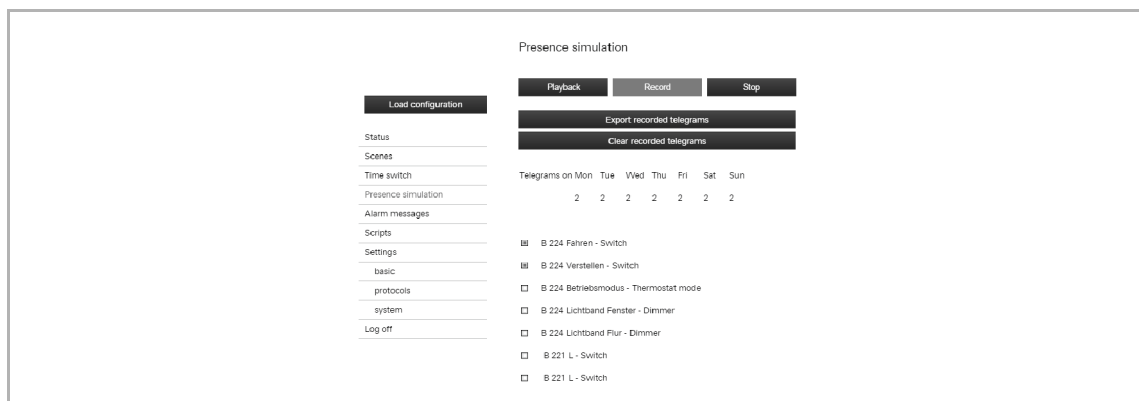 Presence simulation
Playback Record Stop
Load configuration
Export recorded telegrams
Clear recorded telegrams
Status
Scenes
Time switch
Presence simulation
Alarm messages
Scripts
Settings
basic
protocols
system
Log off
Telegrams on Mon Tue Wed Thu Fri Sat Sun
2 2 2 2 2 2 2
B 224 Fahren - Switch
B 224 Verstellen - Switch
B 224 Betriebsmodus - Thermostat mode
B 224 Lichtband Fenster - Dimmer
B 224 Lichtband Flur - Dimmer
B 221 L - Switch
B 221 L - Switch